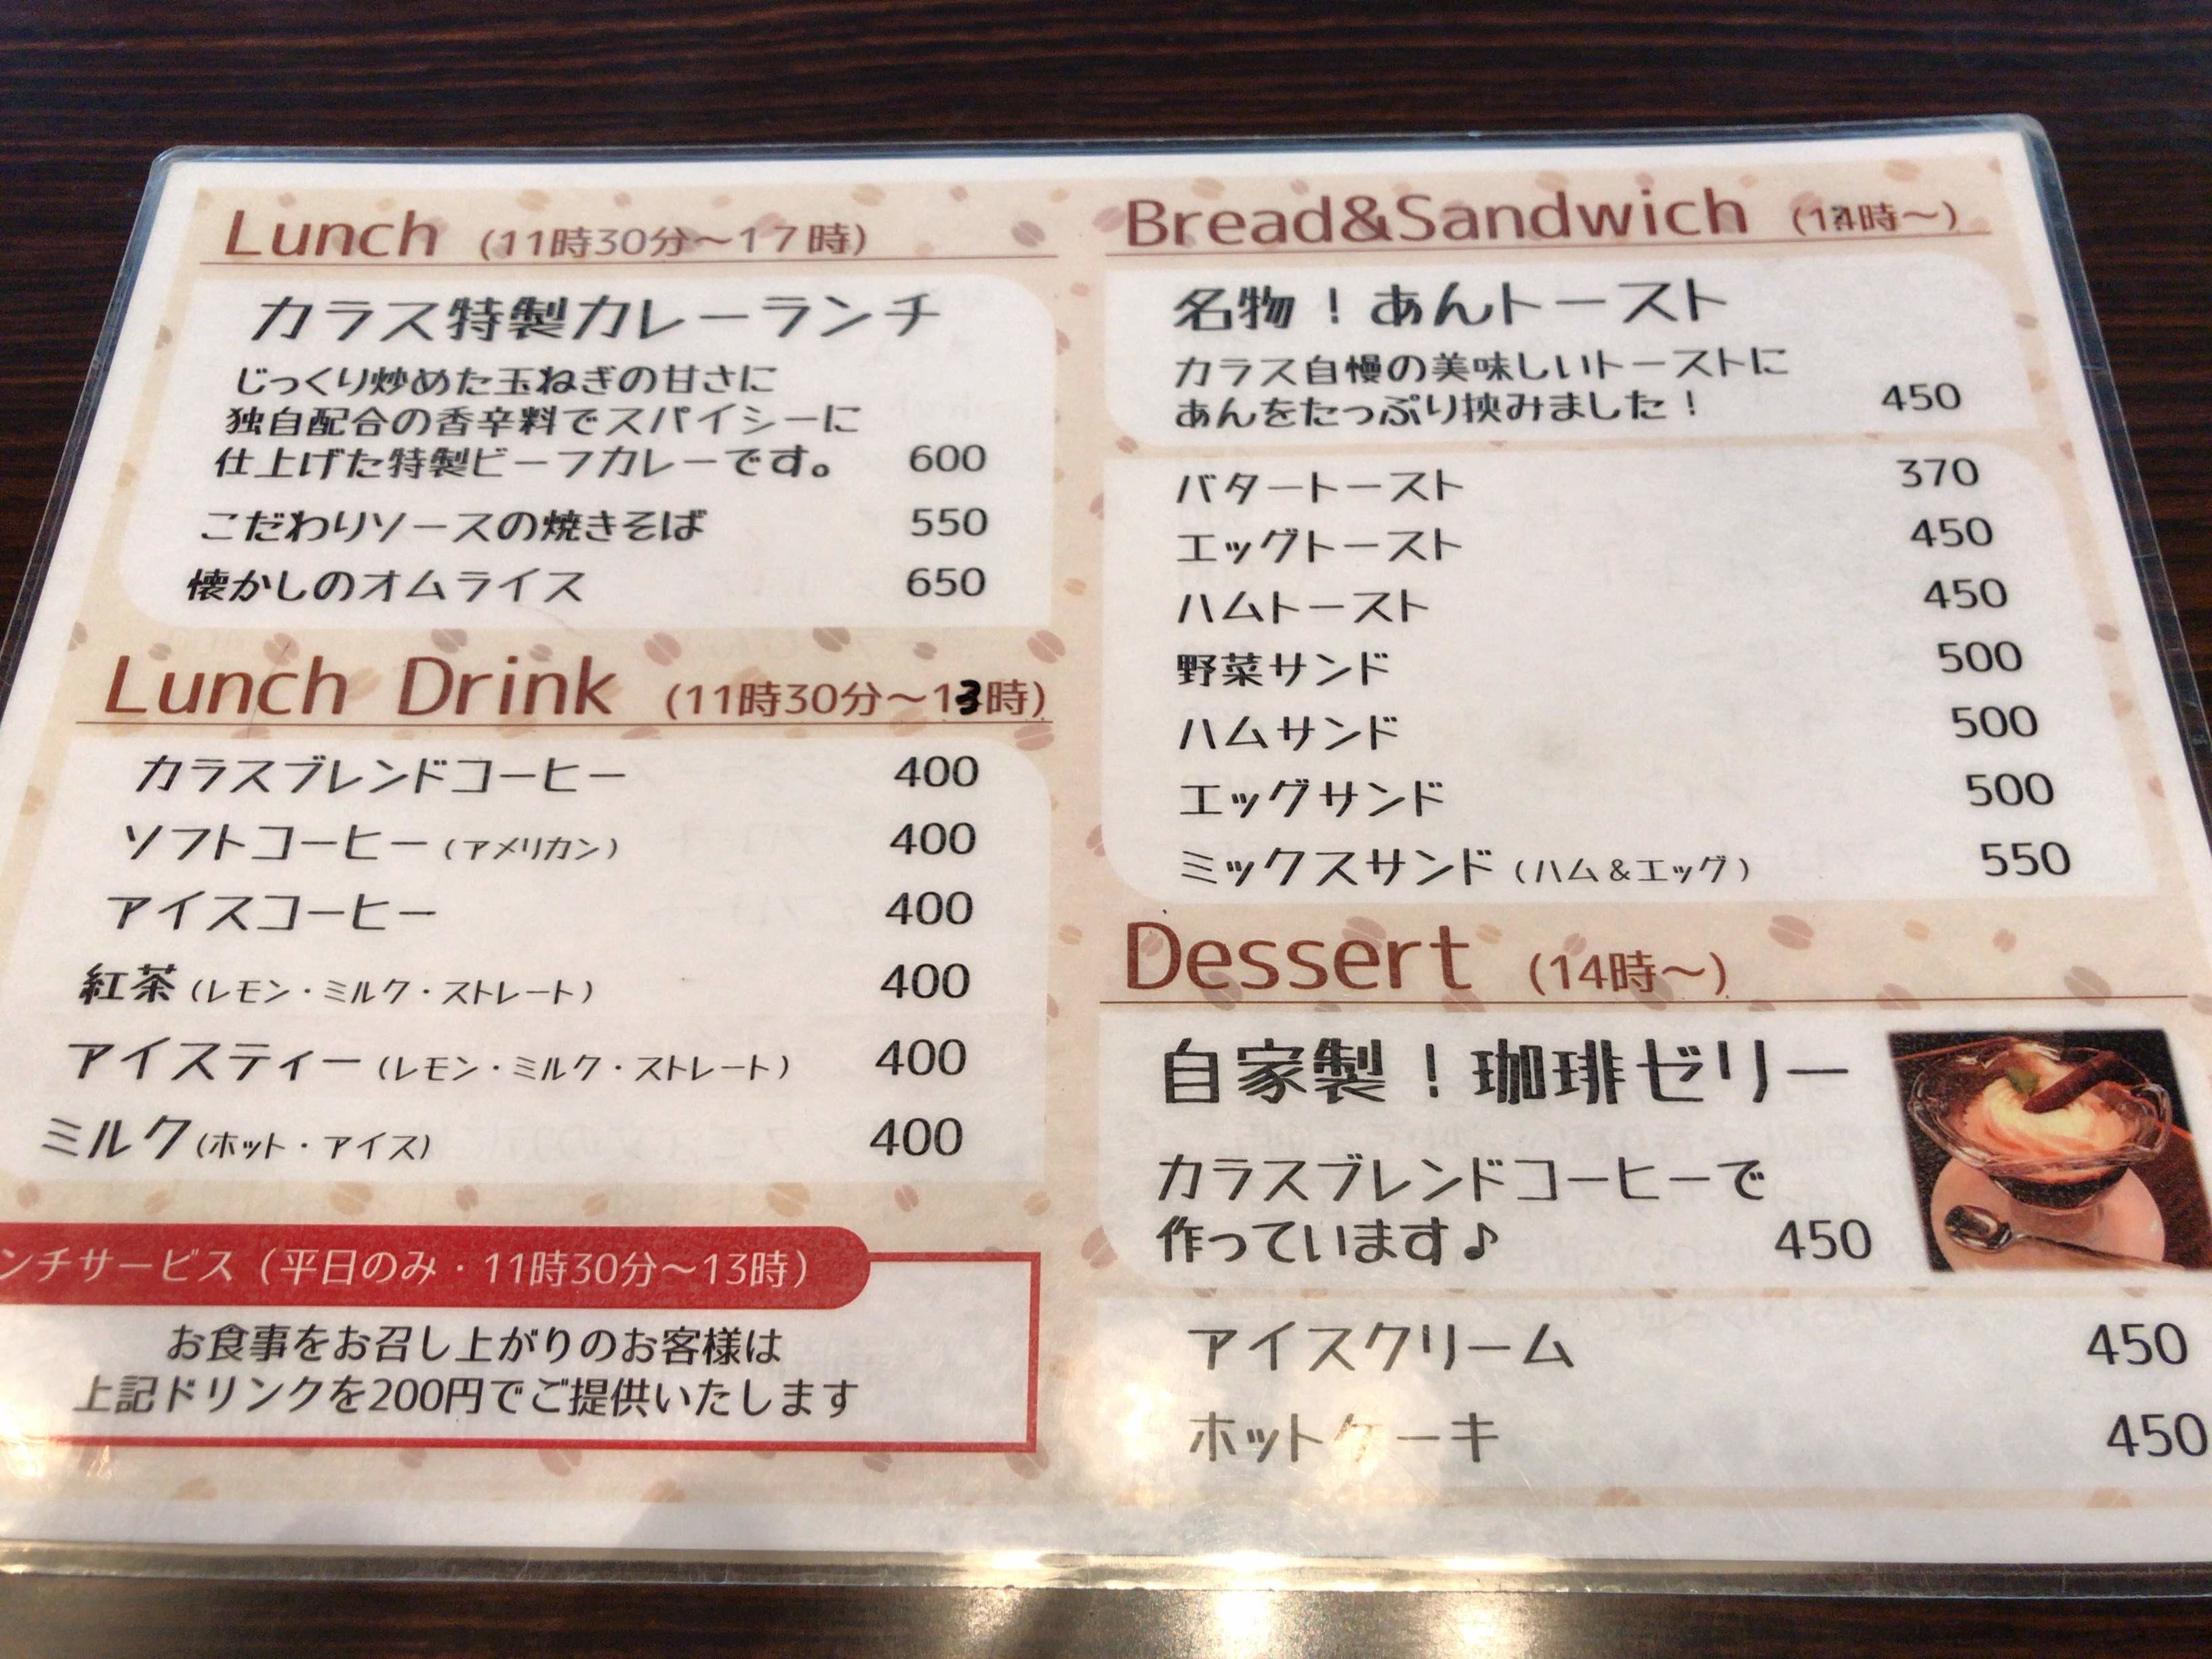 Lunch (11時30分～17時)
カラス特製カレーランチ
じっくり炒めた玉ねぎの甘さに
独自配合の香辛料でスパイシーに
仕上げた特製ビーフカレーです。 600
こだわりソースの焼きそば 550
懐かしのオムライス 650
Lunch Drink (11時30分～13時)
カラスブレンドコーヒー 400
ソフトコーヒー(アメリカン) 400
アイスコーヒー 400
紅茶(レモン・ミルク・ストレート) 400
アイスティー(レモン・ミルク・ストレート) 400
ミルク(ホット・アイス) 400
ンチサービス（平日のみ・11時30分～13時）
お食事をお召し上がりのお客様は
上記ドリンクを200円でご提供いたします
Bread&Sandwich
名物！あんトースト
カラス自慢の美味しいトーストに
あんをたっぷり挟みました！ 450
バタートースト 370
エッグトースト 450
ハムトースト 450
野菜サンド 500
ハムサンド 500
エッグサンド 500
ミックスサンド(ハム＆エッグ) 550
Dessert (14時～)
自家製！珈琲ゼリー
カラスブレンドコーヒーで
作っています♪ 450
アイスクリーム 450
ホットケーキ 450